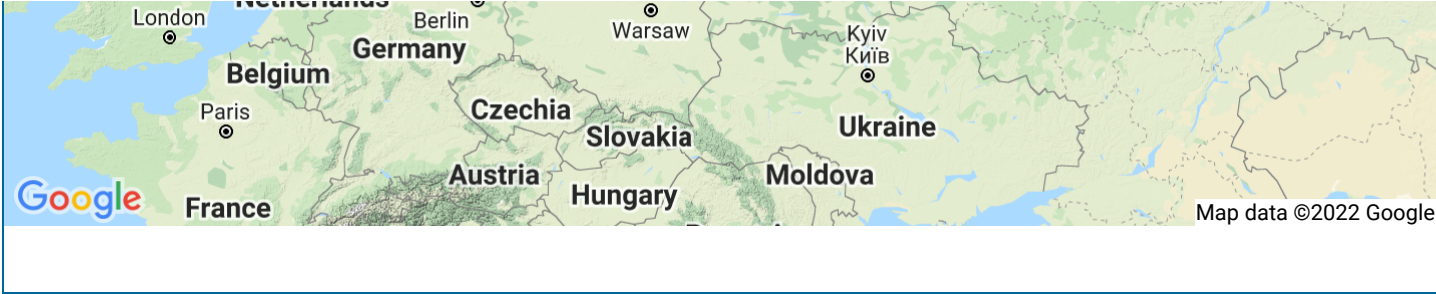 Netherlands
London
Berlin
Warsaw
Kyiv
Київ
Germany
Belgium
Paris
Czechia
Slovakia
Ukraine
Austria
Moldova
Hungary
Google
France
Map data ©2022 Google